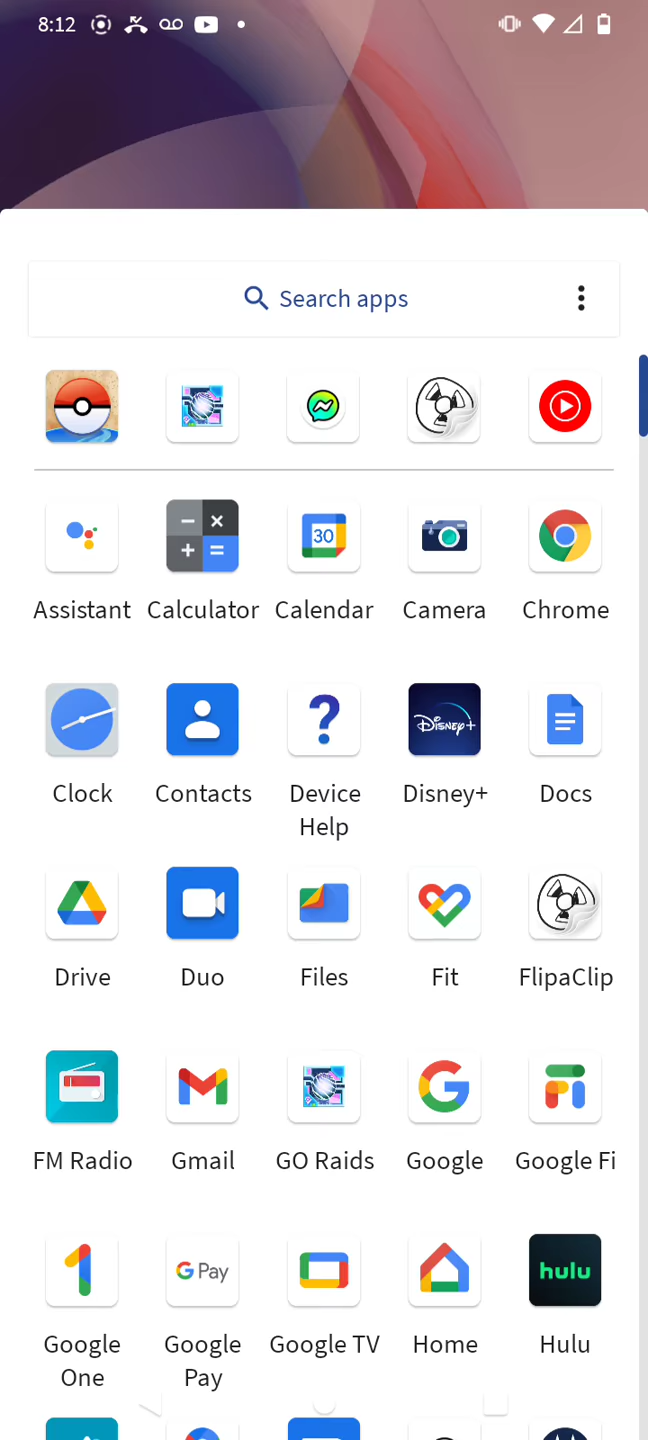 8:12
Search apps
30
Assistant Calculator Calendar Camera Chrome
Disney+
Clock Contacts Device Help Disney+ Docs
Drive Duo Files Fit FlipaClip
FM Radio Gmail GO Raids Google Google Fi
G Pay
hulu
Google One Google Pay Google TV Home Hulu